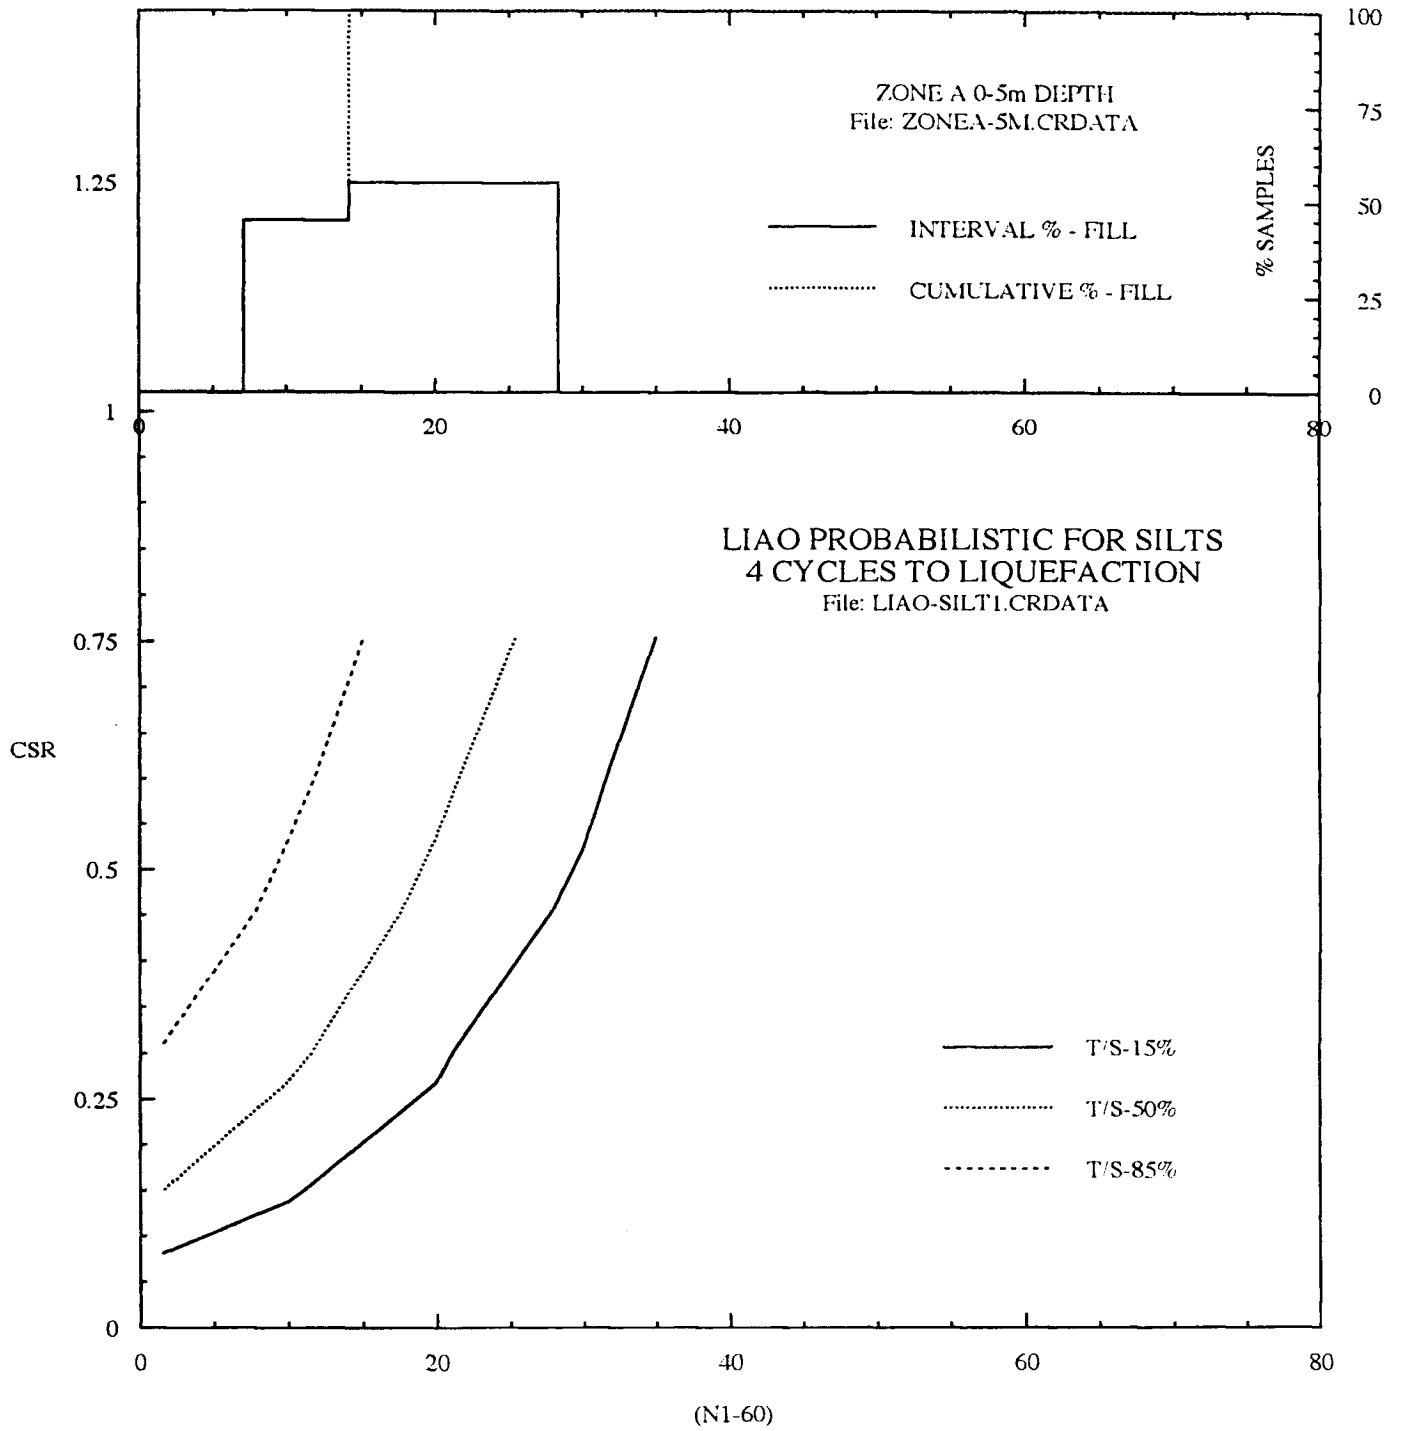 100
ZONE A 0-5m DEPTH
File: ZONEA-5M.CRDATA
75
1.25
% SAMPLES
50
INTERVAL % - FILL
CUMULATIVE % - FILL
25
0
1
0 20 40 60 80
LIAO PROBABILISTIC FOR SILTS
4 CYCLES TO LIQUEFACTION
File: LIAO-SILT1.CRDATA
0.75
CSR
0.5
T/S-15%
0.25
T/S-50%
T/S-85%
0
0 20 40 60 80
(N1-60)